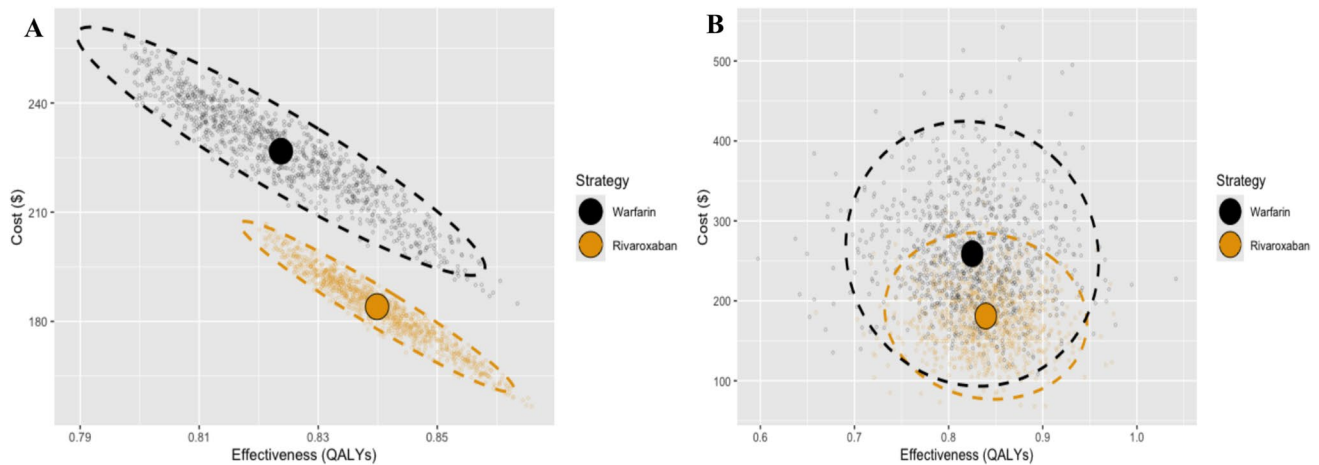 A
Cost ($)
240
210
180
0.79
0.81
0.83
0.85
Effectiveness (QALYs)
Strategy
Warfarin
Rivaroxaban
B
Cost ($)
500
400
300
200
100
0.6
0.7
0.8
0.9
1.0
Effectiveness (QALYs)
Strategy
Warfarin
Rivaroxaban